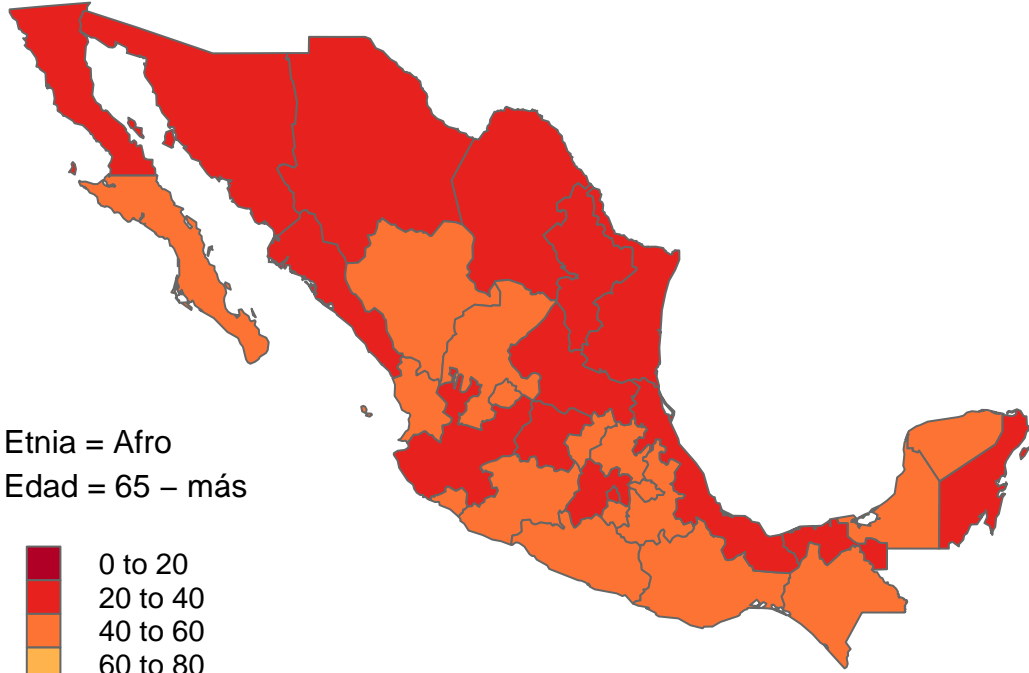 Etnia = Afro
Edad = 65 – más
0 to 20
20 to 40
40 to 60
60 to 80